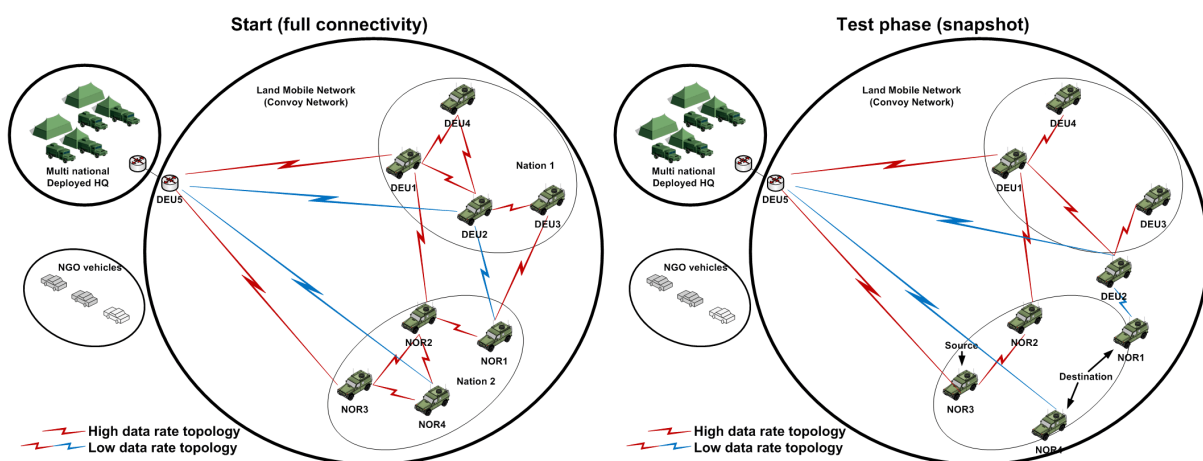 Start (full connectivity)
Land Mobile Network
(Convoy Network)
DEU4
Multi national
Deployed HQ
Nation 1
DEU1
DEU5
DEU2
DEU3
NGO vehicles
NOR2
NOR1
Nation 2
NOR3
NOR4
High data rate topology
Low data rate topology
Test phase (snapshot)
Land Mobile Network
(Convoy Network)
DEU4
Multi national
Deployed HQ
DEU1
DEU5
DEU3
NGO vehicles
DEU2
NOR2
Source
NOR1
Destination
NOR3
NOR4
High data rate topology
Low data rate topology